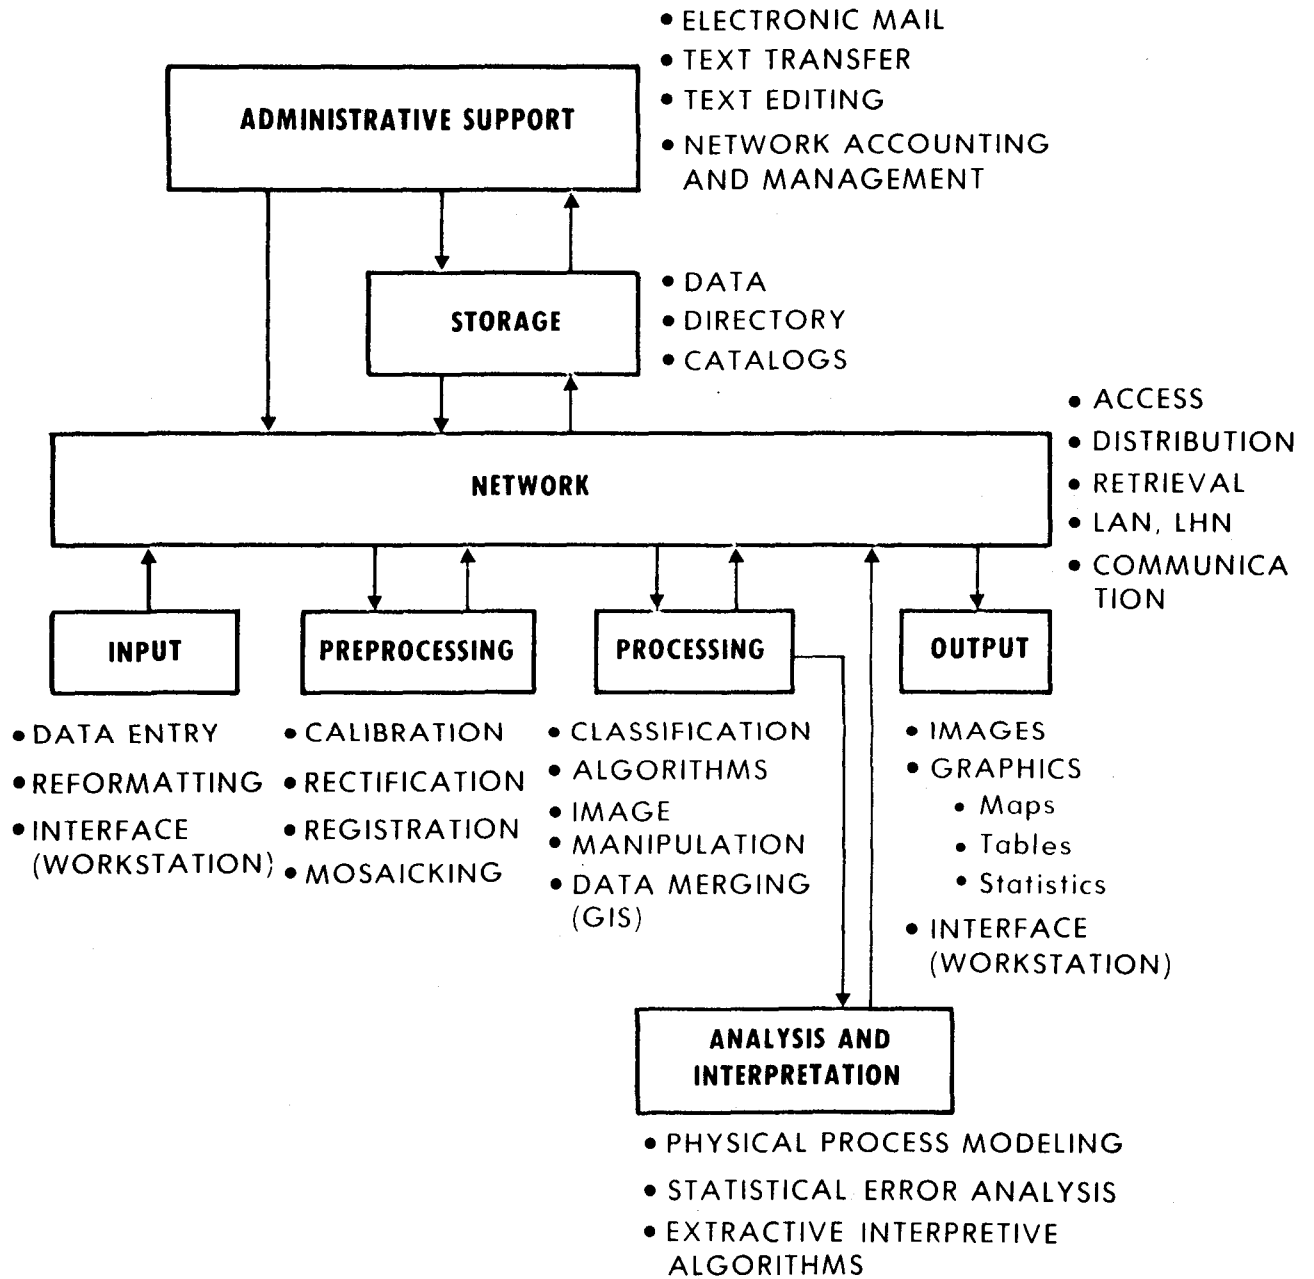 • ELECTRONIC MAIL
• TEXT TRANSFER
• TEXT EDITING
• NETWORK ACCOUNTING
AND MANAGEMENT
ADMINISTRATIVE SUPPORT
STORAGE
• DATA
• DIRECTORY
• CATALOGS
NETWORK
• ACCESS
• DISTRIBUTION
• RETRIEVAL
• LAN, LHN
• COMMUNICA
TION
INPUT
• DATA ENTRY
• REFORMATTING
• INTERFACE
(WORKSTATION)
PREPROCESSING
• CALIBRATION
• RECTIFICATION
• REGISTRATION
• MOSAICKING
PROCESSING
• CLASSIFICATION
• ALGORITHMS
• IMAGE
• MANIPULATION
• DATA MERGING
(GIS)
OUTPUT
• IMAGES
• GRAPHICS
• Maps
• Tables
• Statistics
• INTERFACE
(WORKSTATION)
ANALYSIS AND
INTERPRETATION
• PHYSICAL PROCESS MODELING
• STATISTICAL ERROR ANALYSIS
• EXTRACTIVE INTERPRETIVE
ALGORITHMS